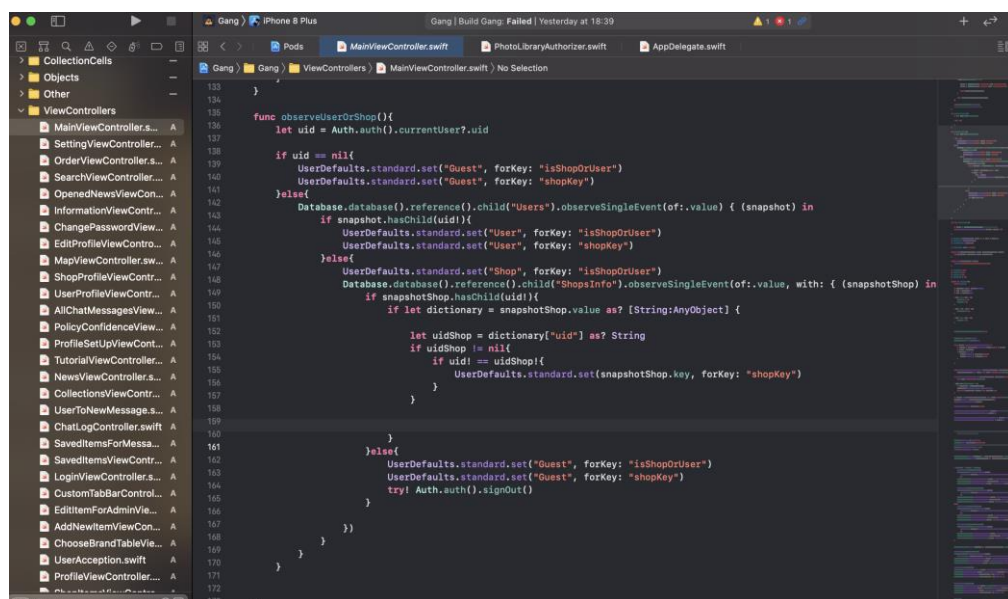 Gang 〉 iPhone 8 Plus
Gang | Build Gang: Failed | Yesterday at 18:39
1
1
Pods
MainViewController.swift
PhotoLibraryAuthorizer.swift
AppDelegate.swift
Gang 〉 Gang 〉 ViewControllers 〉 MainViewController.swift 〉 No Selection
CollectionCells
Objects
Other
ViewControllers
MainViewController.s... A
SettingViewController... A
OrderViewController.s... A
SearchViewController.... A
OpenedNewsViewCon... A
InformationViewContr... A
ChangePasswordView... A
EditProfileViewContro... A
MapViewController.sw... A
ShopProfileViewContr... A
UserProfileViewContr... A
AllChatMessagesView... A
PolicyConfidenceView... A
ProfileSetUpViewCont... A
TutorialViewController... A
NewsViewController.s... A
CollectionsViewContr... A
UserToNewMessage.s... A
ChatLogController.swift A
SavedItemsForMessa... A
SavedItemsViewContr... A
LoginViewController.s... A
CustomTabBarControl... A
EditItemForAdminVie... A
AddNewItemViewCon... A
ChooseBrandTableVie... A
UserAcception.swift A
ProfileViewController.... A
133 }
134
135 func observeUserOrShop(){
136 let uid = Auth.auth().currentUser?.uid
137
138 if uid == nil{
139 UserDefaults.standard.set("Guest", forKey: "isShopOrUser")
140 UserDefaults.standard.set("Guest", forKey: "shopKey")
141 }else{
142 Database.database().reference().child("Users").observeSingleEvent(of:.value) { (snapshot) in
143 if snapshot.hasChild(uid!){
144 UserDefaults.standard.set("User", forKey: "isShopOrUser")
145 UserDefaults.standard.set("User", forKey: "shopKey")
146 }else{
147 UserDefaults.standard.set("Shop", forKey: "isShopOrUser")
148 Database.database().reference().child("ShopsInfo").observeSingleEvent(of:.value, with: { (snapshotShop) in
149 if snapshotShop.hasChild(uid!){
150 if let dictionary = snapshotShop.value as? [String:AnyObject] {
151
152 let uidShop = dictionary["uid"] as? String
153 if uidShop != nil{
154 if uid! == uidShop!{
155 UserDefaults.standard.set(snapshotShop.key, forKey: "shopKey")
156 }
157 }
158
159
160 }
161 }else{
162 UserDefaults.standard.set("Guest", forKey: "isShopOrUser")
163 UserDefaults.standard.set("Guest", forKey: "shopKey")
164 try! Auth.auth().signOut()
165 }
166
167 })
168 }
169 }
170 }
171
172